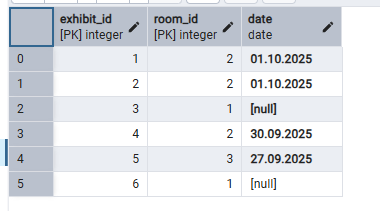 exhibit_id room_id date
[PK] integer [PK] integer date
0 1 2 01.10.2025
1 2 2 01.10.2025
2 3 1 [null]
3 4 2 30.09.2025
4 5 3 27.09.2025
5 6 1 [null]